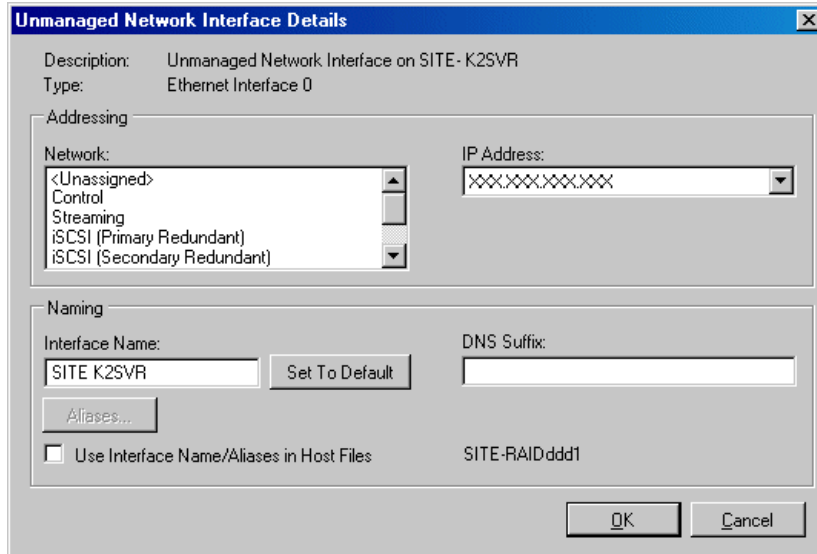 Unmanaged Network Interface Details
Description: Unmanaged Network Interface on SITE- K2SVR
Type: Ethernet Interface 0
Addressing
Network:
<Unassigned>
Control
Streaming
iSCSI (Primary Redundant)
iSCSI (Secondary Redundant)
IP Address:
XXX.XXX.XXX.XXX
Naming
Interface Name:
SITE K2SVR
Set To Default
DNS Suffix:
Aliases...
Use Interface Name/Aliases in Host Files
SITE-RAIDddd1
OK
Cancel